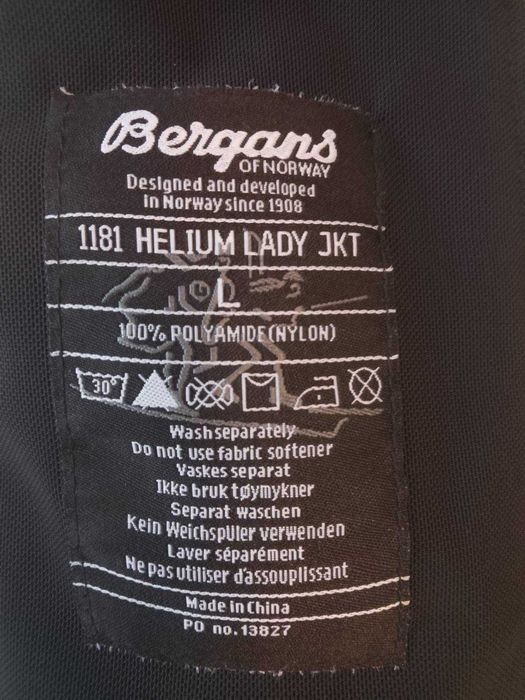 Bergans
OF NORWAY
Designed and developed
in Norway since 1908
1181 HELIUM LADY JKT
L
100% POLYAMIDE(NYLON)
30°
Wash separately
Do not use fabric softener
Vaskes separat
Ikke bruk tøymykner
Separat waschen
Kein Weichspüler verwenden
Laver séparément
Ne pas utiliser d'assouplissant
Made in China
PO no.13827